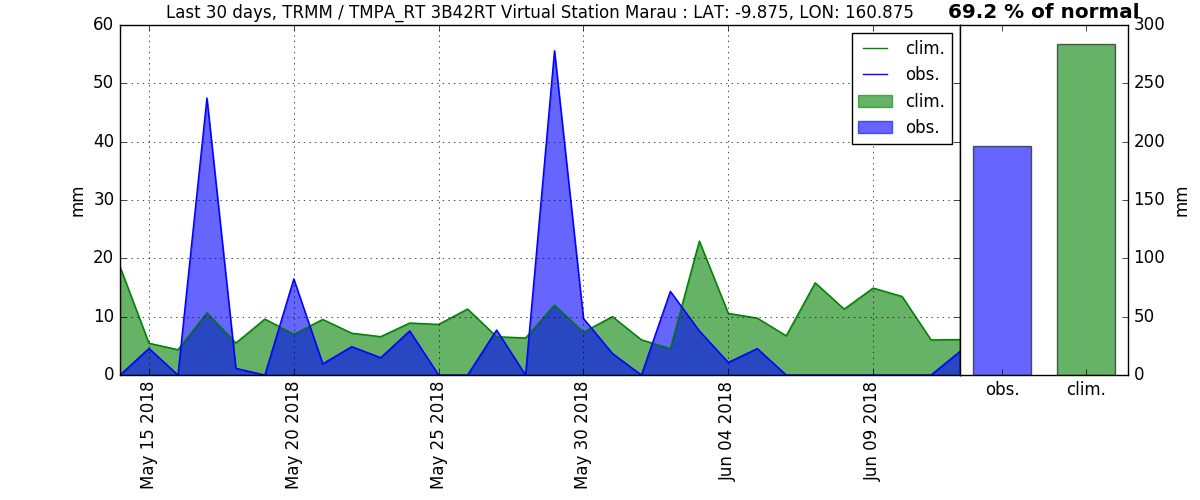 Last 30 days, TRMM / TMPA_RT 3B42RT Virtual Station Marau : LAT: -9.875, LON: 160.875
69.2 % of normal
60
50
40
30
20
10
0
mm
May 15 2018
May 20 2018
May 25 2018
May 30 2018
Jun 04 2018
Jun 09 2018
clim.
obs.
clim.
obs.
300
250
200
150
100
50
0
mm
obs.
clim.